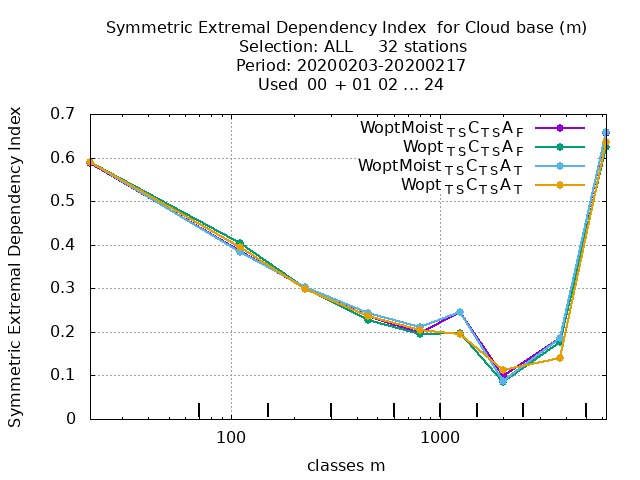 Symmetric Extremal Dependency Index  for Cloud base (m)
Selection: ALL     32 stations
Period: 20200203-20200217
Used  00 + 01 02 ... 24
Symmetric Extremal Dependency Index
0.7
0.6
0.5
0.4
0.3
0.2
0.1
0
WoptMoist TS C TS A F
Wopt TS C TS A F
WoptMoist TS C TS A T
Wopt TS C TS A T
100
1000
classes m